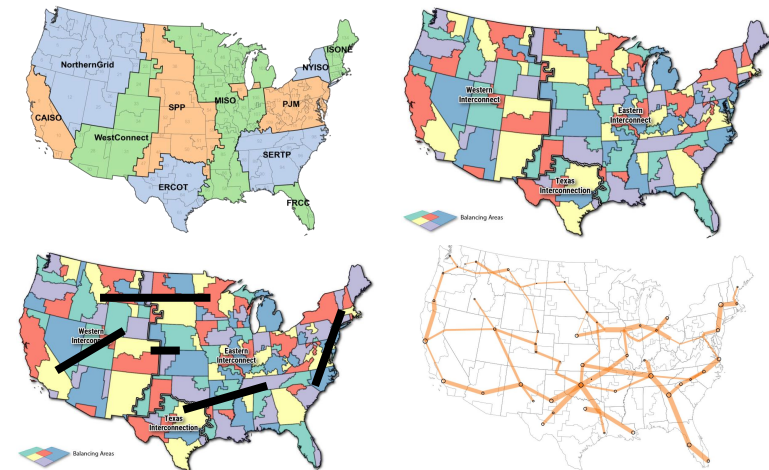 ISONE
NorthernGrid
NYISO
MISO
PJM
SPP
CAISO
WestConnect
SERTP
ERCOT
FRCC
Western
Interconnect
Eastern
Interconnect
Texas
Interconnection
Balancing Areas
Western
Intercon
Eastern
Interconnect
Texas
Interconnection
Balancing Areas